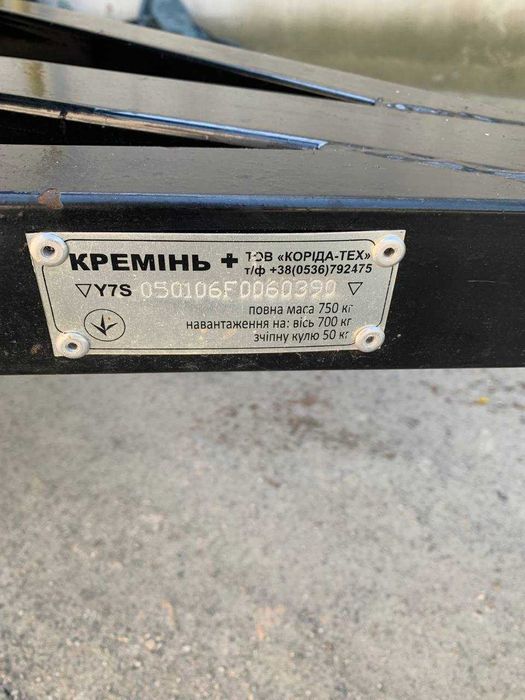 КРЕМІНЬ + ТОВ «КОРІДА-ТЕХ»
т/ф +38(0536)792475
▽Y7S 050106F0060390 ▽
повна маса 750 кг
навантаження на: вісь 700 кг
зчіпну кулю 50 кг